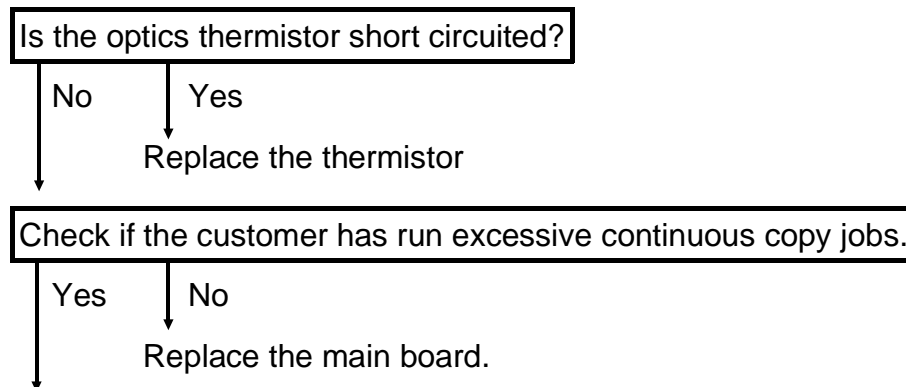 Is the optics thermistor short circuited?
No Yes
Replace the thermistor
Check if the customer has run excessive continuous copy jobs.
Yes No
Replace the main board.